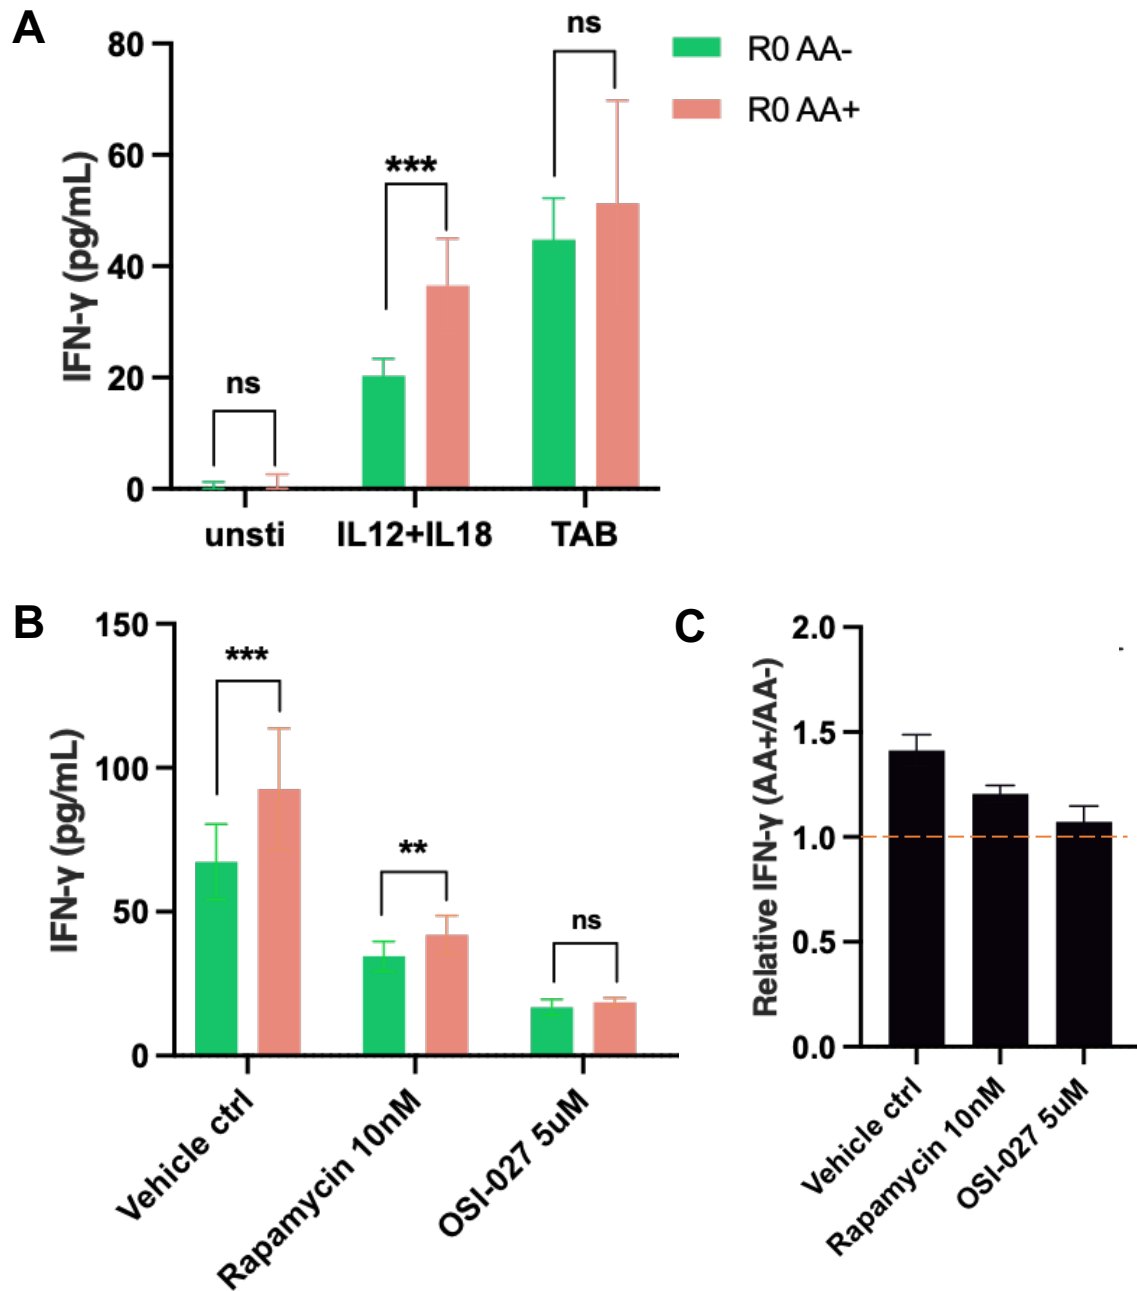 A
80
60
40
20
0
IFN-γ (pg/mL)
ns
***
ns
unsti
IL12+IL18
TAB
R0 AA-
R0 AA+
B
150
100
50
0
IFN-γ (pg/mL)
***
**
ns
Vehicle ctrl
Rapamycin 10nM
OSI-027 5uM
C
2.0
1.5
1.0
0.5
0.0
Relative IFN-γ (AA+/AA-)
Vehicle ctrl
Rapamycin 10nM
OSI-027 5uM